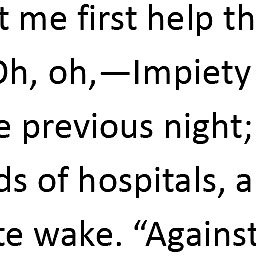 t me first help th
Oh, oh,—Impiety
e previous night;
ds of hospitals, a
te wake. “Against